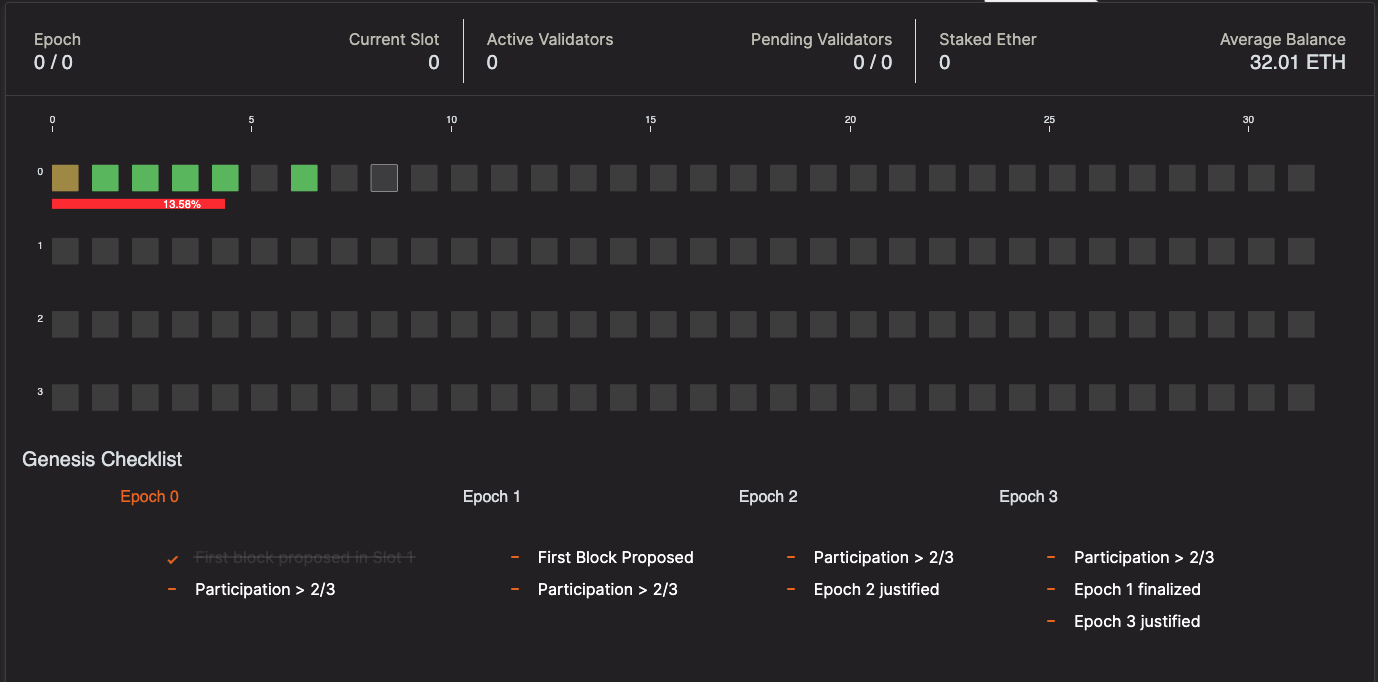 Epoch Current Slot Active Validators Pending Validators Staked Ether Average Balance
0 / 0 0 0 0 / 0 0 32.01 ETH
0 5 10 15 20 25 30
0
13.58%
1
2
3
Genesis Checklist
Epoch 0 Epoch 1 Epoch 2 Epoch 3
First block proposed in Slot 1 First Block Proposed Participation > 2/3 Participation > 2/3
Participation > 2/3 Participation > 2/3 Epoch 2 justified Epoch 1 finalized
Epoch 3 justified